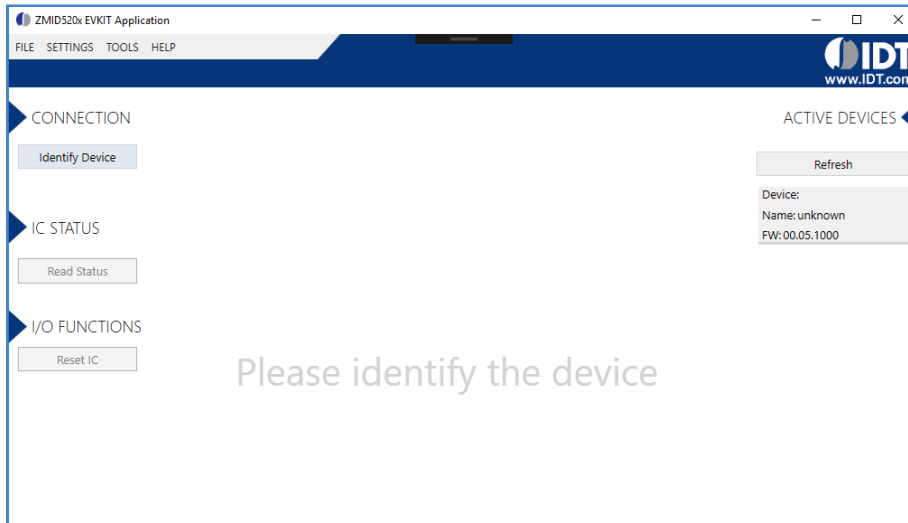 ZMID520x EVKIT Application
FILE SETTINGS TOOLS HELP
IDT
www.IDT.com
CONNECTION
Identify Device
IC STATUS
Read Status
I/O FUNCTIONS
Reset IC
Please identify the device
ACTIVE DEVICES
Refresh
Device:
Name: unknown
FW: 00.05.1000